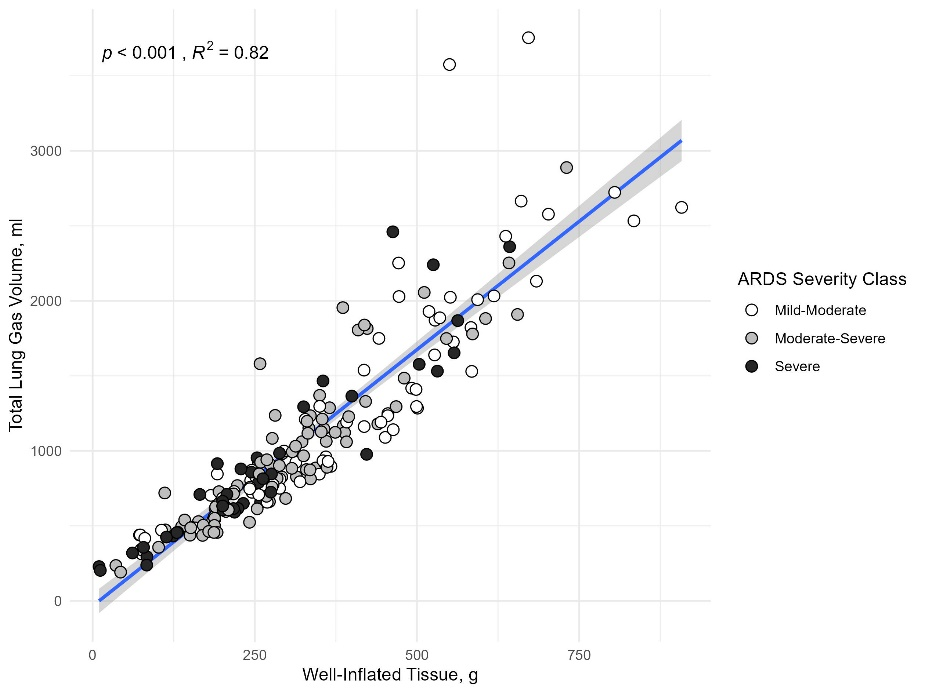 p < 0.001 , R² = 0.82
3000
2000
1000
0
Total Lung Gas Volume, ml
0 250 500 750
Well-Inflated Tissue, g
ARDS Severity Class
Mild-Moderate
Moderate-Severe
Severe